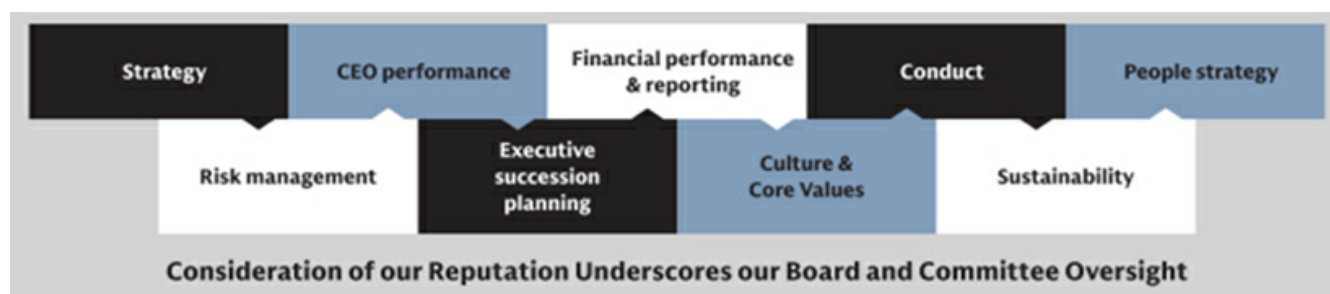 Strategy
CEO performance
Financial performance
& reporting
Conduct
People strategy
Risk management
Executive
succession
planning
Culture &
Core Values
Sustainability
Consideration of our Reputation Underscores our Board and Committee Oversight